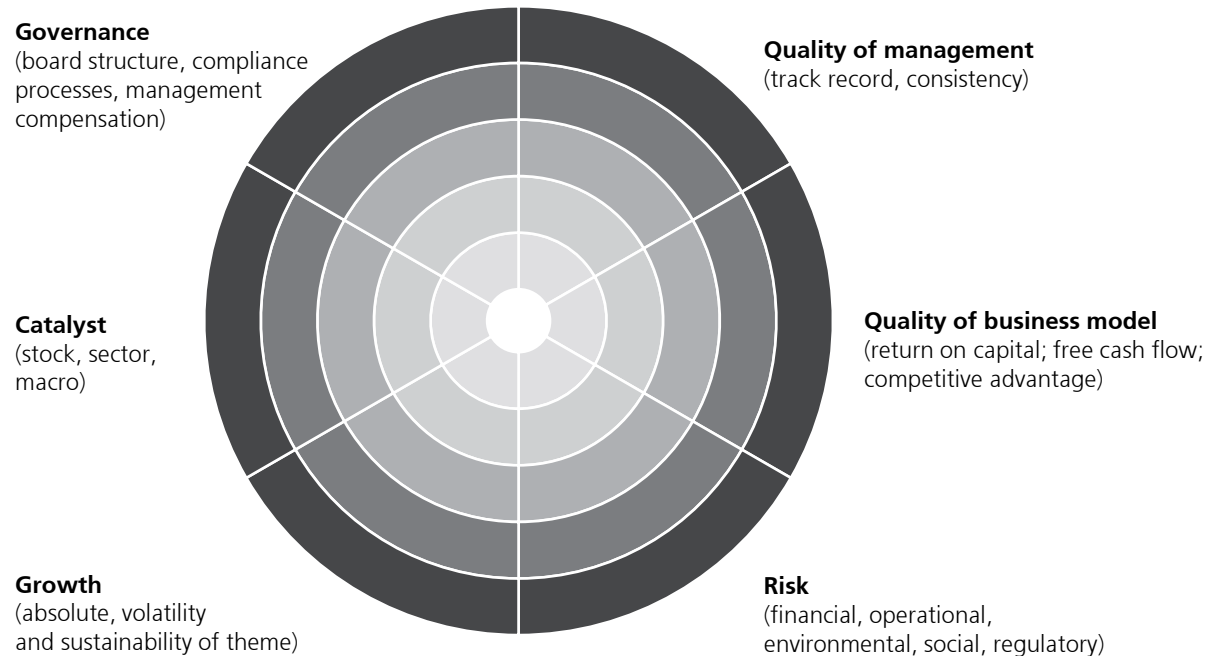 Governance
(board structure, compliance
processes, management
compensation)
Quality of management
(track record, consistency)
Catalyst
(stock, sector,
macro)
Quality of business model
(return on capital; free cash flow;
competitive advantage)
Growth
(absolute, volatility
and sustainability of theme)
Risk
(financial, operational,
environmental, social, regulatory)